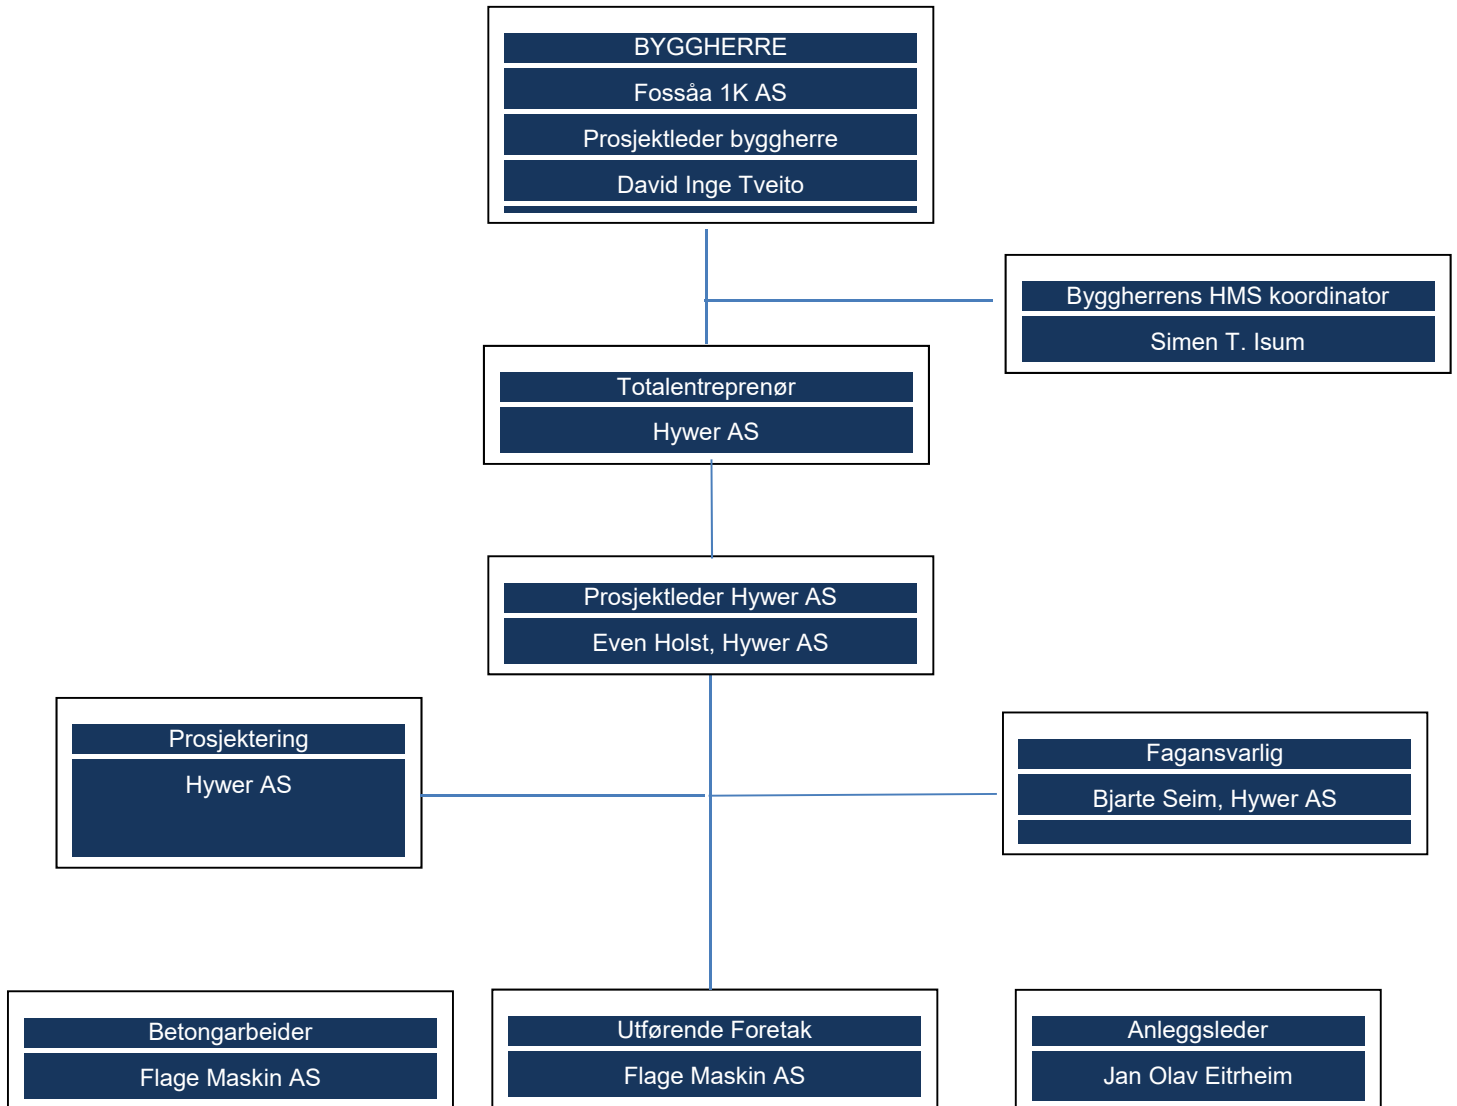 BYGGHERRE
Fossåa 1K AS
Prosjektleder byggherre
David Inge Tveito
Byggherrens HMS koordinator
Simen T. Isum
Totalentreprenør
Hywer AS
Prosjektleder Hywer AS
Even Holst, Hywer AS
Prosjektering
Hywer AS
Fagansvarlig
Bjarte Seim, Hywer AS
Betongarbeider
Flage Maskin AS
Utførende Foretak
Flage Maskin AS
Anleggsleder
Jan Olav Eitrheim